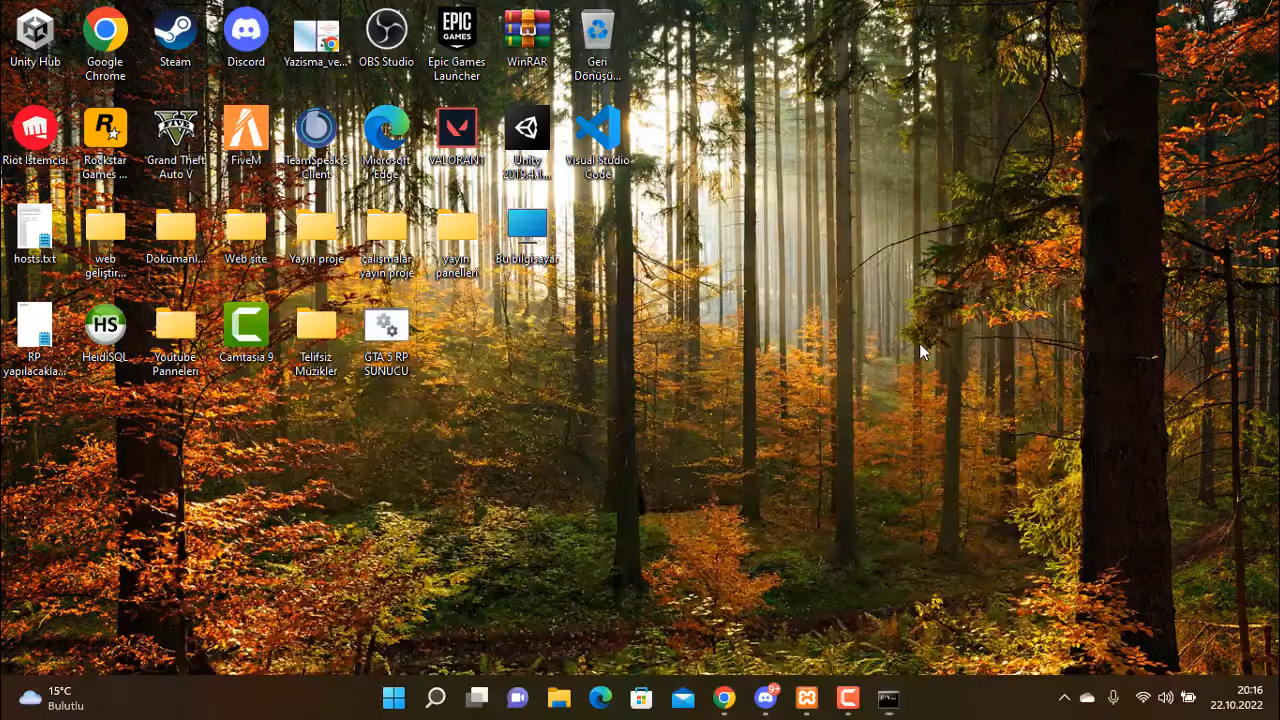 Unity Hub
Google
Chrome
Steam
Discord
Yazisma_ve...
OBS Studio
EPIC
GAMES
Epic Games
Launcher
WinRAR
Geri
Dönüşü...
Riot İstemcisi
Rockstar
Games ...
Grand Theft
Auto V
FiveM
TeamSpeak 3
Client
Microsoft
Edge
VALORANT
Unity
2019.4.1...
Visual Studio
Code
hosts.txt
web
geliştir...
Dokümanl...
Web site
Yayın proje
çalışmalar
yayın proje
yayın
panelleri
Bu bilgisayar
RP
yapılacakla...
HS
HeidiSQL
Youtube
Panneleri
Camtasia 9
Telifsiz
Müzikler
GTA 5 RP
SUNUCU
15°C
Bulutlu
9+
20:16
22.10.2022